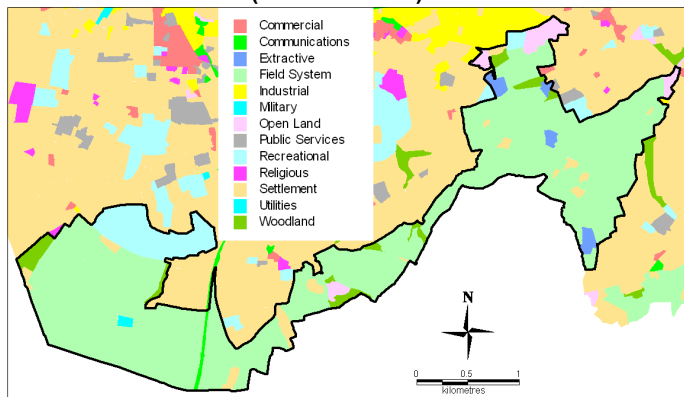 Commercial
Communications
Extractive
Field System
Industrial
Military
Open Land
Public Services
Recreational
Religious
Settlement
Utilities
Woodland
N
0 0.5 1
kilometres